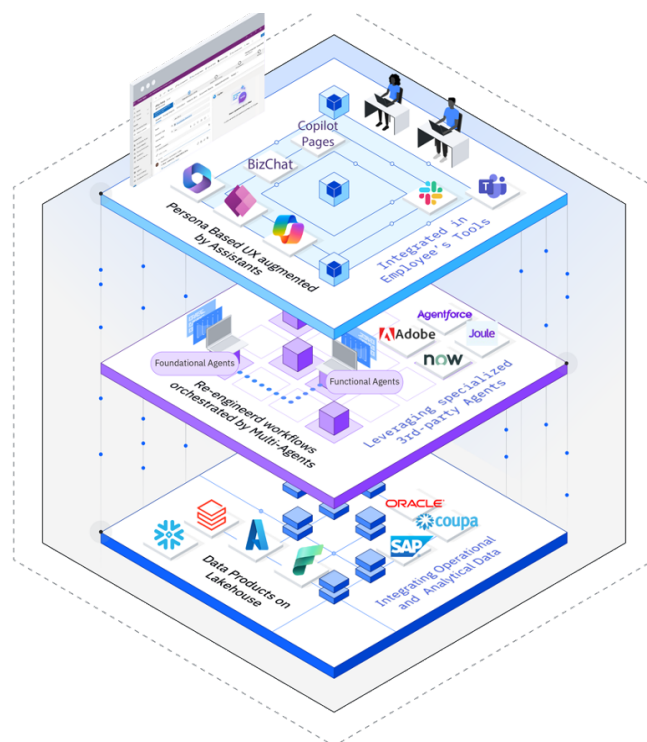 Copilot
Pages
BizChat
Persona Based UX augmented
by Assistants
Integrated in
Employee's Tools
Agentforce
Adobe
Joule
now
Foundational Agents
Functional Agents
Re-engineerd workflows
orchestrated by Multi-Agents
Leveraging specialized
3rd-party Agents
ORACLE
coupa
SAP
Data Products on
Lakehouse
Integrating Operational
and Analytical Data